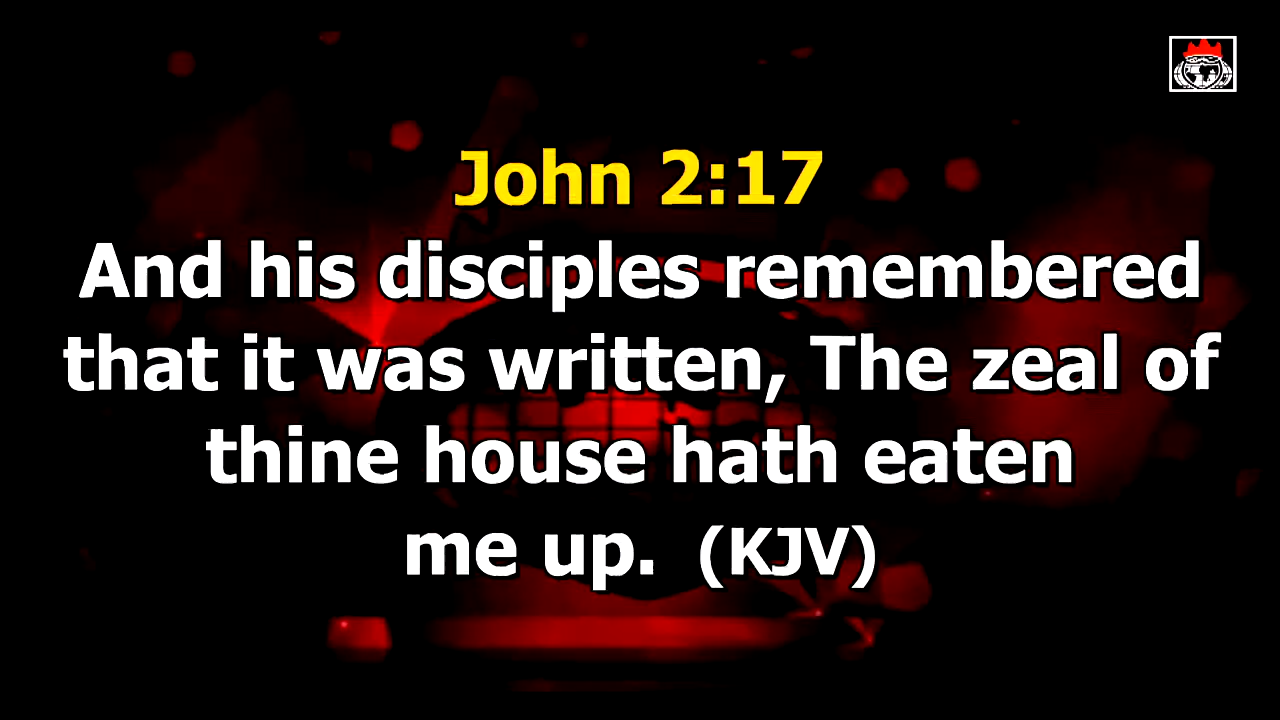 John 2:17
And his disciples remembered
that it was written, The zeal of
thine house hath eaten
me up. (KJV)